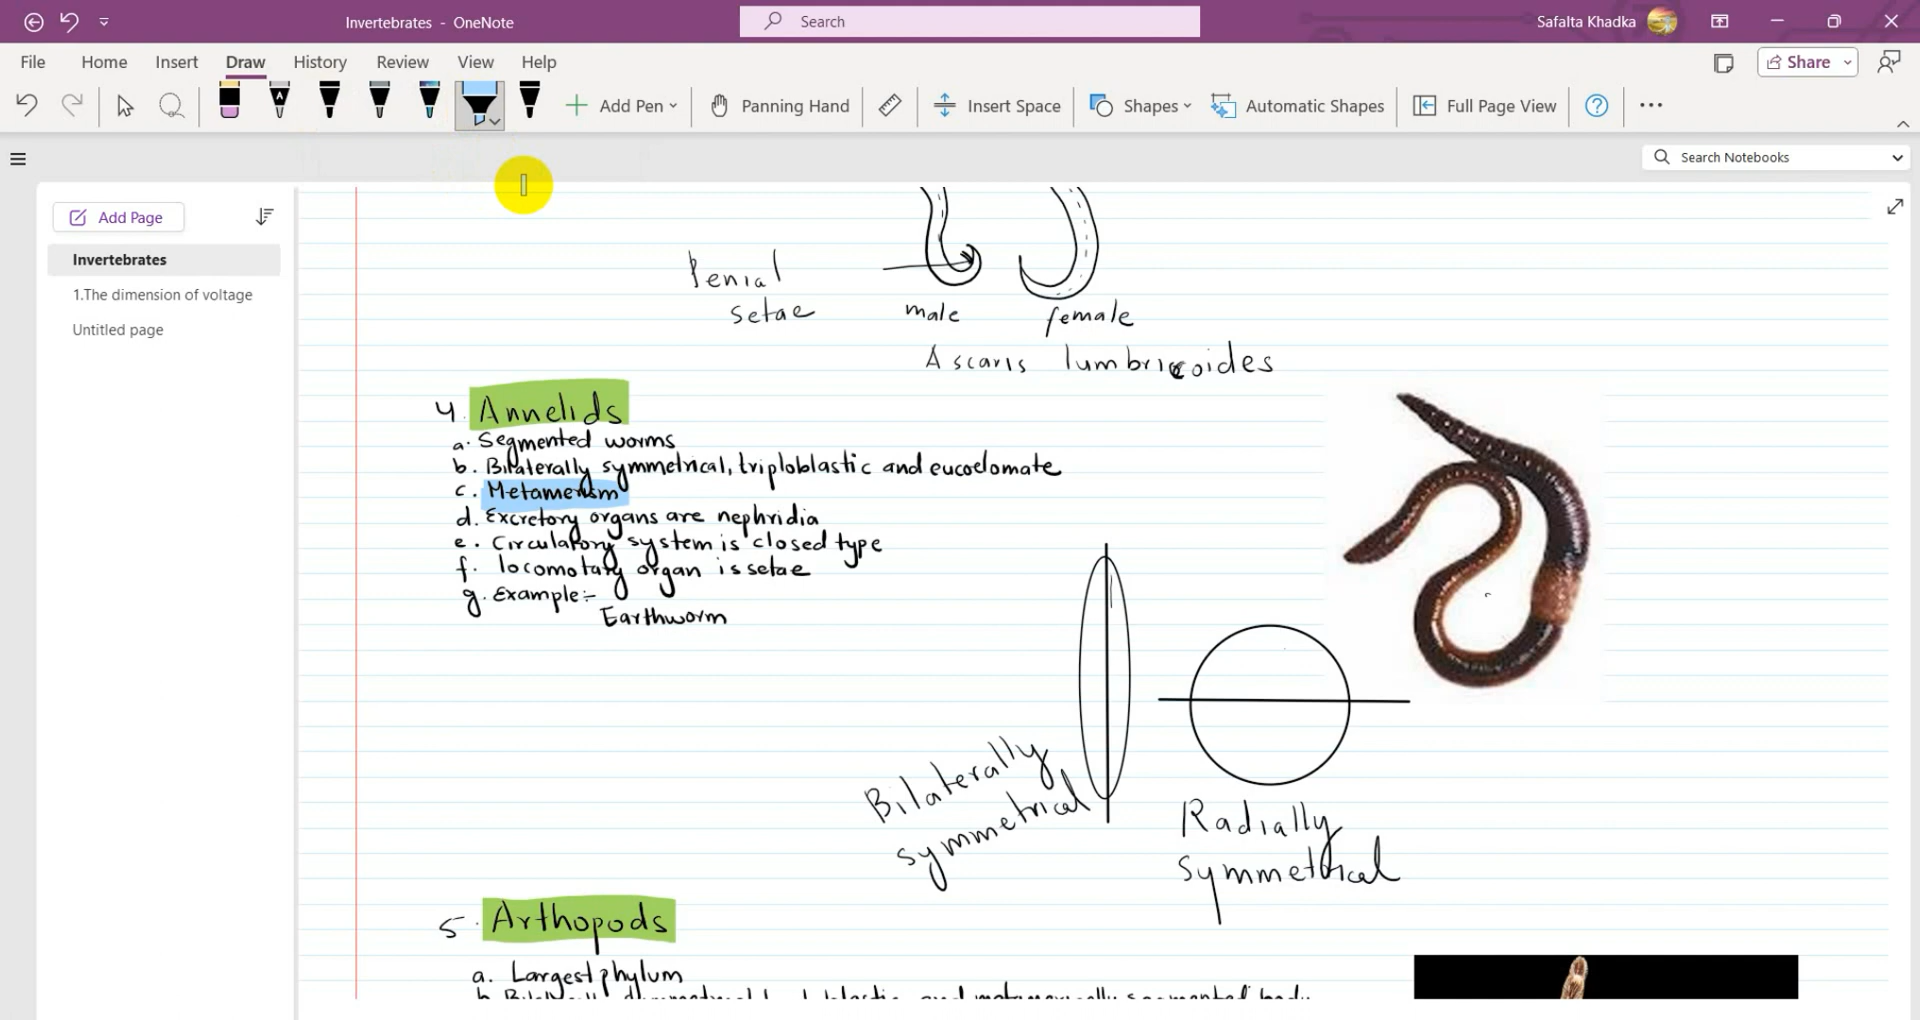 Invertebrates - OneNote
Search
Safalta Khadka
File Home Insert Draw History Review View Help
Share
Add Pen
Panning Hand
Insert Space
Shapes
Automatic Shapes
Full Page View
Search Notebooks
Add Page
Invertebrates
1.The dimension of voltage
Untitled page
Penial
setae
male
female
Ascaris lumbricoides
4. Annelids
a. Segmented worms
b. Bilaterally symmetrical, triploblastic and eucoelomate
c. Metamerism
d. Excretory organs are nephridia
e. Circulatory system is closed type
f. locomotary organ is setae
g. Example:-
Earthworm
Bilaterally
symmetrical
Radially
symmetrical
5. Arthopods
a. Largest phylum